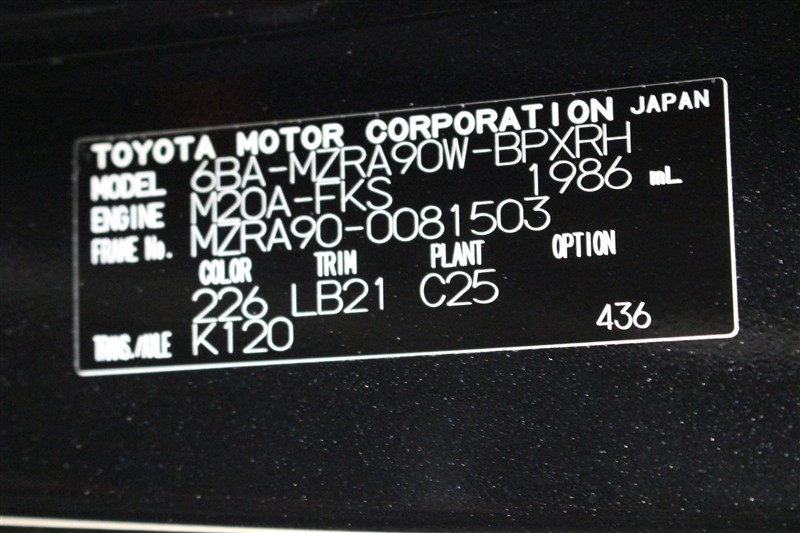 TOYOTA MOTOR CORPORATION JAPAN
MODEL 6BA-MZRA90W-BPXRH
ENGINE M20A-FKS 1986 mL
FRAME No. MZRA90-0081503
COLOR TRIM PLANT OPTION
226 LB21 C25
TRANS./AXLE K120 436